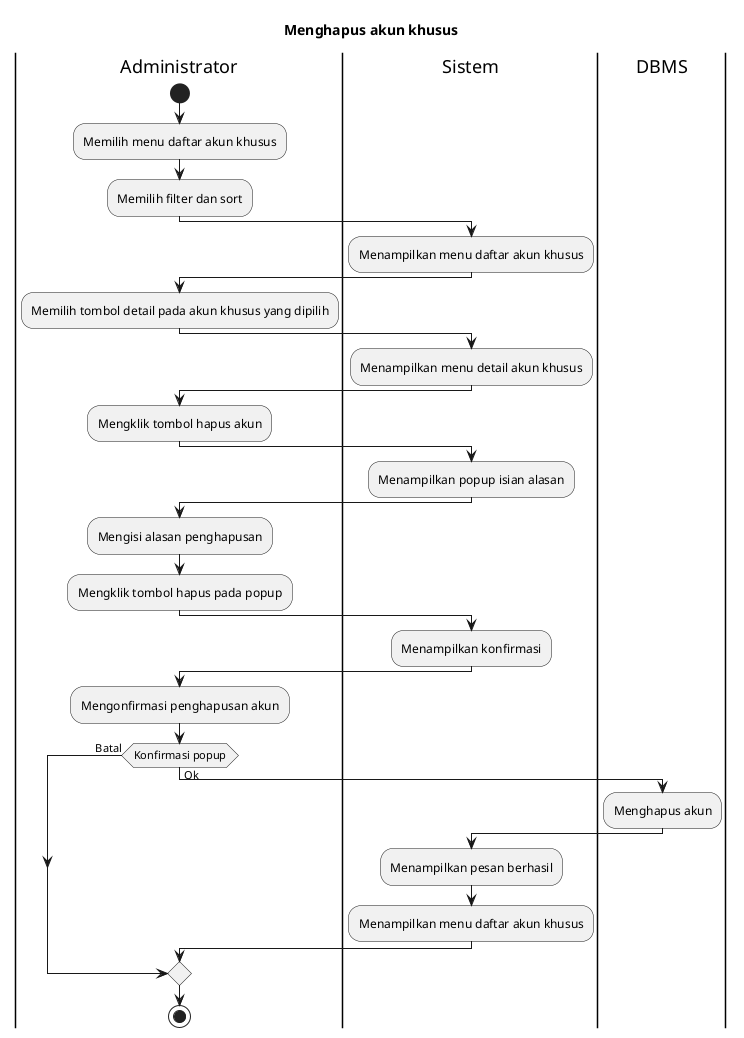 Menghapus akun khusus
Administrator
Sistem
DBMS
Memilih menu daftar akun khusus
Memilih filter dan sort
Menampilkan menu daftar akun khusus
Memilih tombol detail pada akun khusus yang dipilih
Menampilkan menu detail akun khusus
Mengklik tombol hapus akun
Menampilkan popup isian alasan
Mengisi alasan penghapusan
Mengklik tombol hapus pada popup
Menampilkan konfirmasi
Mengonfirmasi penghapusan akun
Batal
Konfirmasi popup
Ok
Menghapus akun
Menampilkan pesan berhasil
Menampilkan menu daftar akun khusus